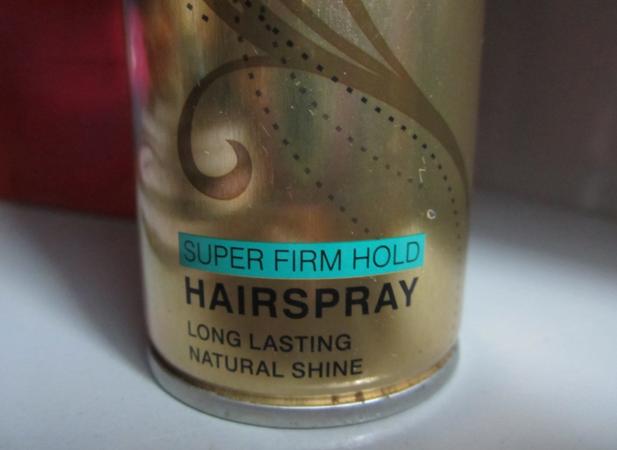 SUPER FIRM HOLD
HAIRSPRAY
LONG LASTING
NATURAL SHINE